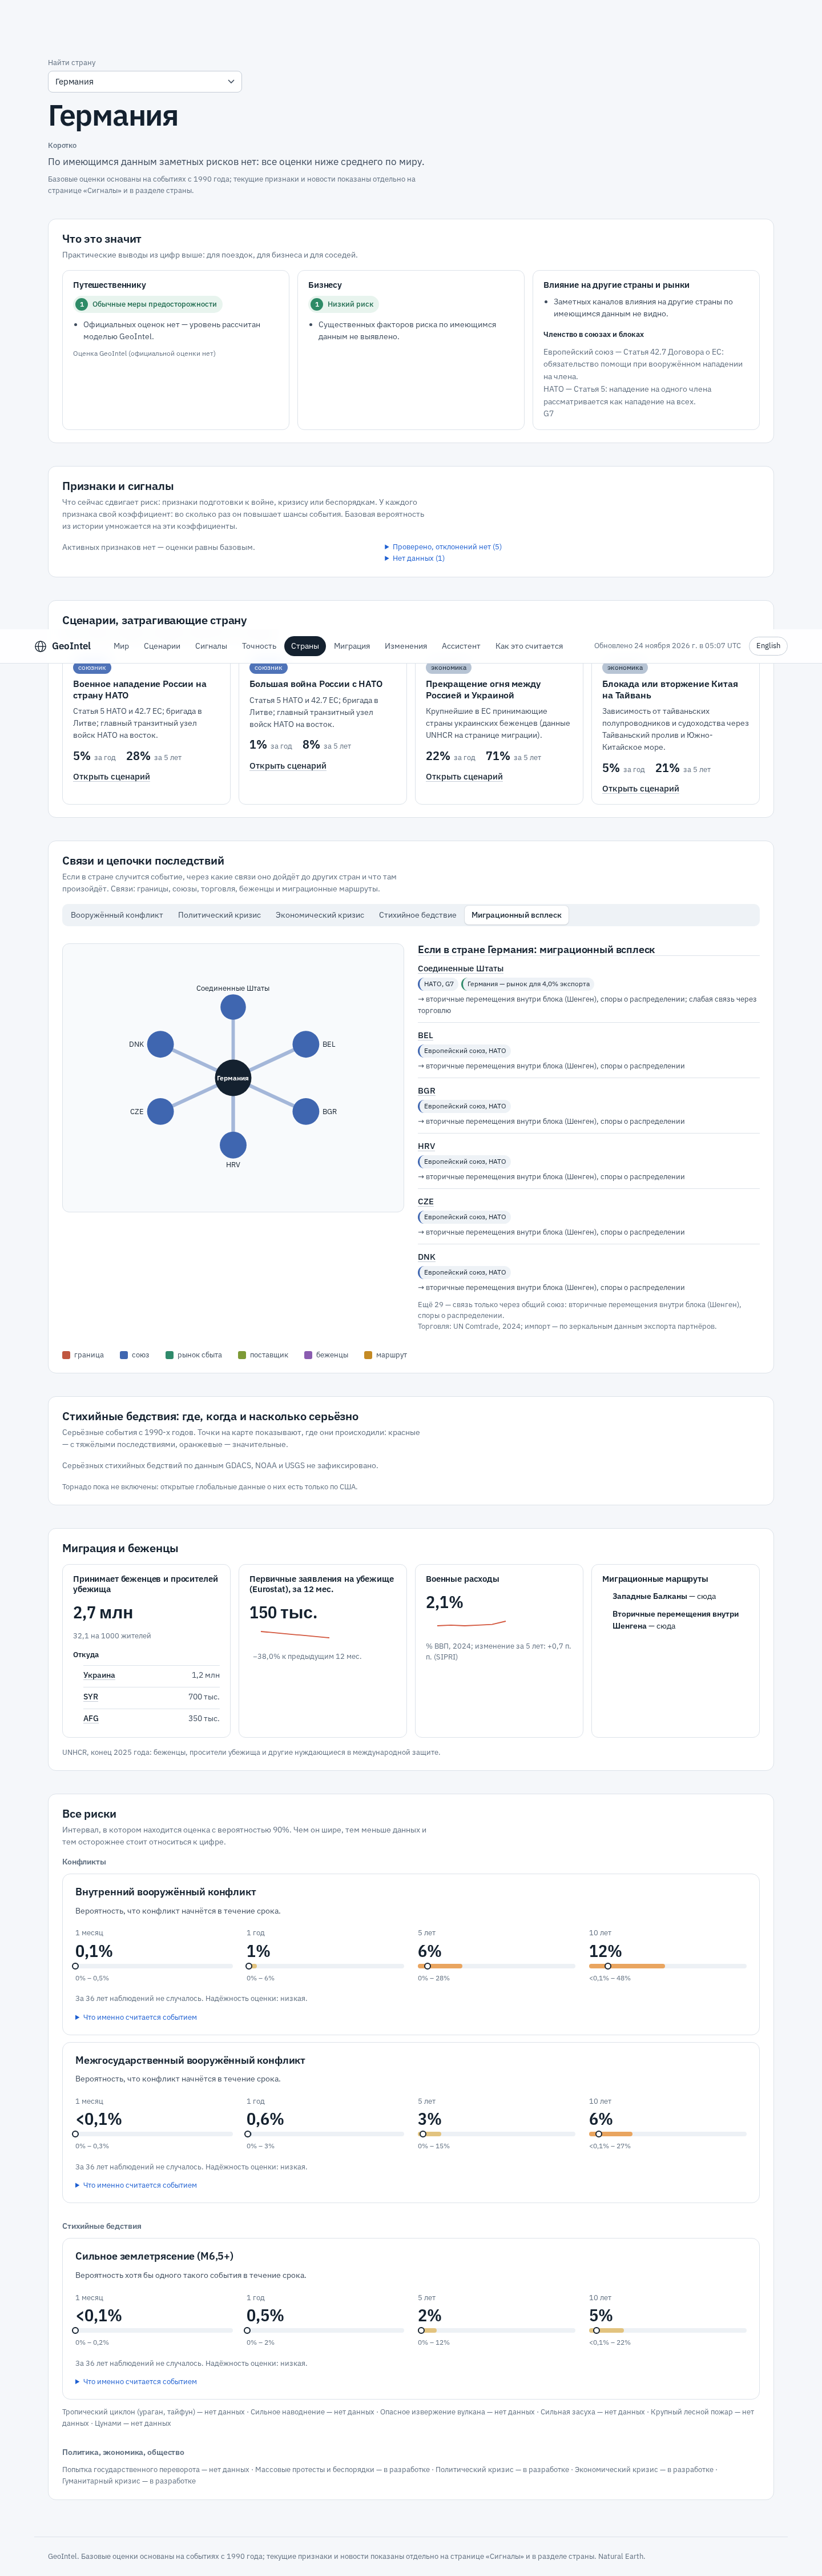 Найти страну
Германия
Германия
Коротко
По имеющимся данным заметных рисков нет: все оценки ниже среднего по миру.
Базовые оценки основаны на событиях с 1990 года; текущие признаки и новости показаны отдельно на
странице «Сигналы» и в разделе страны.
Что это значит
Практические выводы из цифр выше: для поездок, для бизнеса и для соседей.
Путешественнику
1 Обычные меры предосторожности
• Официальных оценок нет — уровень рассчитан
моделью GeoIntel.
Оценка GeoIntel (официальной оценки нет)
Бизнесу
1 Низкий риск
• Существенных факторов риска по имеющимся
данным не выявлено.
Влияние на другие страны и рынки
• Заметных каналов влияния на другие страны по
имеющимся данным не видно.
Членство в союзах и блоках
Европейский союз — Статья 42.7 Договора о ЕС:
обязательство помощи при вооружённом нападении
на члена.
НАТО — Статья 5: нападение на одного члена
рассматривается как нападение на всех.
G7
Признаки и сигналы
Что сейчас сдвигает риск: признаки подготовки к войне, кризису или беспорядкам. У каждого
признака свой коэффициент: во сколько раз он повышает шансы события. Базовая вероятность
из истории умножается на эти коэффициенты.
Активных признаков нет — оценки равны базовым.
▶ Проверено, отклонений нет (5)
▶ Нет данных (1)
Сценарии, затрагивающие страну
GeoIntel Мир Сценарии Сигналы Точность Страны Миграция Изменения Ассистент Как это считается Обновлено 24 ноября 2026 г. в 05:07 UTC English
союзник
Военное нападение России на
страну НАТО
Статья 5 НАТО и 42.7 ЕС; бригада в
Литве; главный транзитный узел
войск НАТО на восток.
5% за год 28% за 5 лет
Открыть сценарий
союзник
Большая война России с НАТО
Статья 5 НАТО и 42.7 ЕС; бригада в
Литве; главный транзитный узел
войск НАТО на восток.
1% за год 8% за 5 лет
Открыть сценарий
экономика
Прекращение огня между
Россией и Украиной
Крупнейшие в ЕС принимающие
страны украинских беженцев (данные
UNHCR на странице миграции).
22% за год 71% за 5 лет
Открыть сценарий
экономика
Блокада или вторжение Китая
на Тайвань
Зависимость от тайваньских
полупроводников и судоходства через
Тайваньский пролив и Южно-
Китайское море.
5% за год 21% за 5 лет
Открыть сценарий
Связи и цепочки последствий
Если в стране случится событие, через какие связи оно дойдёт до других стран и что там
произойдёт. Связи: границы, союзы, торговля, беженцы и миграционные маршруты.
Вооружённый конфликт Политический кризис Экономический кризис Стихийное бедствие Миграционный всплеск
Соединенные Штаты
DNK
BEL
Германия
CZE
BGR
HRV
Если в стране Германия: миграционный всплеск
Соединенные Штаты
НАТО, G7 Германия — рынок для 4,0% экспорта
→ вторичные перемещения внутри блока (Шенген), споры о распределении; слабая связь через
торговлю
BEL
Европейский союз, НАТО
→ вторичные перемещения внутри блока (Шенген), споры о распределении
BGR
Европейский союз, НАТО
→ вторичные перемещения внутри блока (Шенген), споры о распределении
HRV
Европейский союз, НАТО
→ вторичные перемещения внутри блока (Шенген), споры о распределении
CZE
Европейский союз, НАТО
→ вторичные перемещения внутри блока (Шенген), споры о распределении
DNK
Европейский союз, НАТО
→ вторичные перемещения внутри блока (Шенген), споры о распределении
Ещё 29 — связь только через общий союз: вторичные перемещения внутри блока (Шенген),
споры о распределении.
Торговля: UN Comtrade, 2024; импорт — по зеркальным данным экспорта партнёров.
граница союз рынок сбыта поставщик беженцы маршрут
Стихийные бедствия: где, когда и насколько серьёзно
Серьёзные события с 1990-х годов. Точки на карте показывают, где они происходили: красные
— с тяжёлыми последствиями, оранжевые — значительные.
Серьёзных стихийных бедствий по данным GDACS, NOAA и USGS не зафиксировано.
Торнадо пока не включены: открытые глобальные данные о них есть только по США.
Миграция и беженцы
Принимает беженцев и просителей
убежища
2,7 млн
32,1 на 1000 жителей
Откуда
Украина 1,2 млн
SYR 700 тыс.
AFG 350 тыс.
Первичные заявления на убежище
(Eurostat), за 12 мес.
150 тыс.
−38,0% к предыдущим 12 мес.
Военные расходы
2,1%
% ВВП, 2024; изменение за 5 лет: +0,7 п.
п. (SIPRI)
Миграционные маршруты
Западные Балканы — сюда
Вторичные перемещения внутри
Шенгена — сюда
UNHCR, конец 2025 года: беженцы, просители убежища и другие нуждающиеся в международной защите.
Все риски
Интервал, в котором находится оценка с вероятностью 90%. Чем он шире, тем меньше данных и
тем осторожнее стоит относиться к цифре.
Конфликты
Внутренний вооружённый конфликт
Вероятность, что конфликт начнётся в течение срока.
1 месяц 1 год 5 лет 10 лет
0,1% 1% 6% 12%
0% – 0,5% 0% – 6% 0% – 28% <0,1% – 48%
За 36 лет наблюдений не случалось. Надёжность оценки: низкая.
▶ Что именно считается событием
Межгосударственный вооружённый конфликт
Вероятность, что конфликт начнётся в течение срока.
1 месяц 1 год 5 лет 10 лет
<0,1% 0,6% 3% 6%
0% – 0,3% 0% – 3% 0% – 15% <0,1% – 27%
За 36 лет наблюдений не случалось. Надёжность оценки: низкая.
▶ Что именно считается событием
Стихийные бедствия
Сильное землетрясение (M6,5+)
Вероятность хотя бы одного такого события в течение срока.
1 месяц 1 год 5 лет 10 лет
<0,1% 0,5% 2% 5%
0% – 0,2% 0% – 2% 0% – 12% <0,1% – 22%
За 36 лет наблюдений не случалось. Надёжность оценки: низкая.
▶ Что именно считается событием
Тропический циклон (ураган, тайфун) — нет данных · Сильное наводнение — нет данных · Опасное извержение вулкана — нет данных · Сильная засуха — нет данных · Крупный лесной пожар — нет
данных · Цунами — нет данных
Политика, экономика, общество
Попытка государственного переворота — нет данных · Массовые протесты и беспорядки — в разработке · Политический кризис — в разработке · Экономический кризис — в разработке ·
Гуманитарный кризис — в разработке
GeoIntel. Базовые оценки основаны на событиях с 1990 года; текущие признаки и новости показаны отдельно на странице «Сигналы» и в разделе страны. Natural Earth.